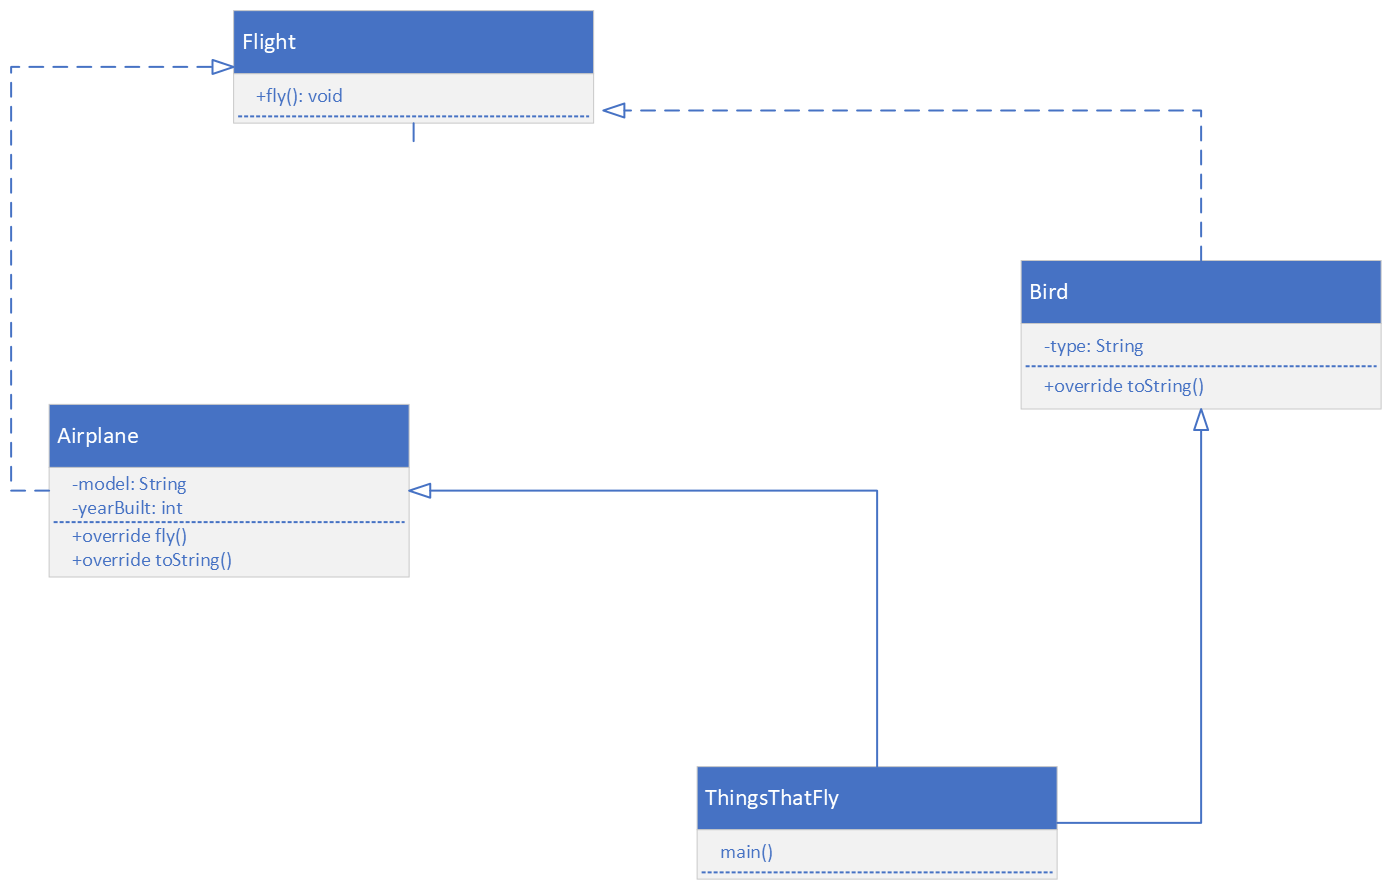 Flight
+fly(): void
Bird
-type: String
+override toString()
Airplane
-model: String
-yearBuilt: int
+override fly()
+override toString()
ThingsThatFly
main()